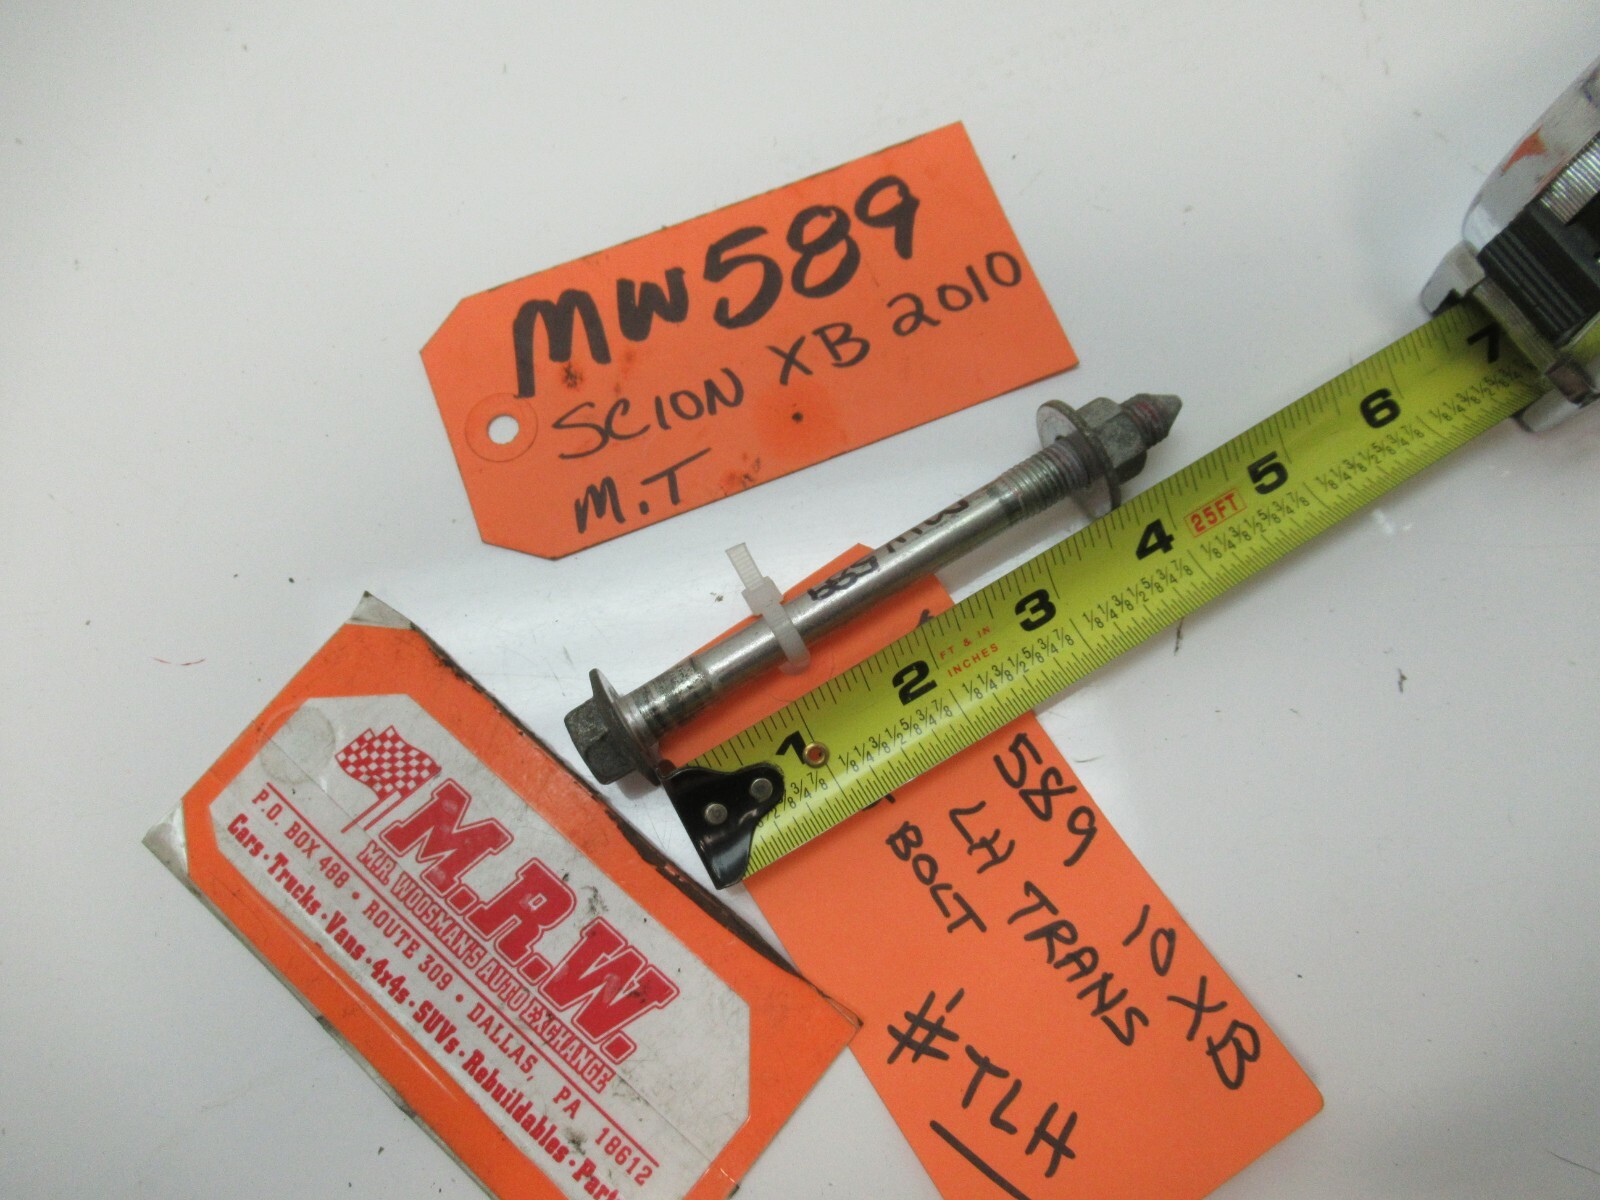 MW589
SCION XB 2010
M.T
589
1
2
3
4
5
6
7
FT & IN
INCHES
25FT
589 10 XB
LH TRANS
BOLT
#TLH
M.R.W.
M.R. WOOSMAN'S AUTO EXCHANGE
P.O. BOX 488 • ROUTE 309 • DALLAS, PA 18612
Cars • Trucks • Vans • 4x4s • SUVs • Rebuildables • Part